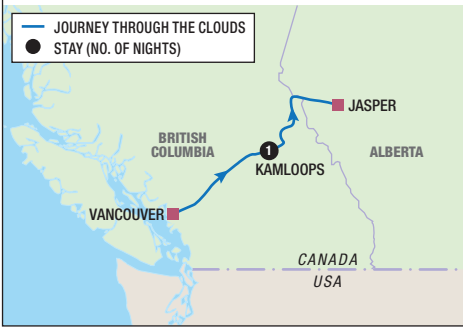 JOURNEY THROUGH THE CLOUDS
STAY (NO. OF NIGHTS)
JASPER
BRITISH
COLUMBIA
1
ALBERTA
KAMLOOPS
VANCOUVER
CANADA
USA